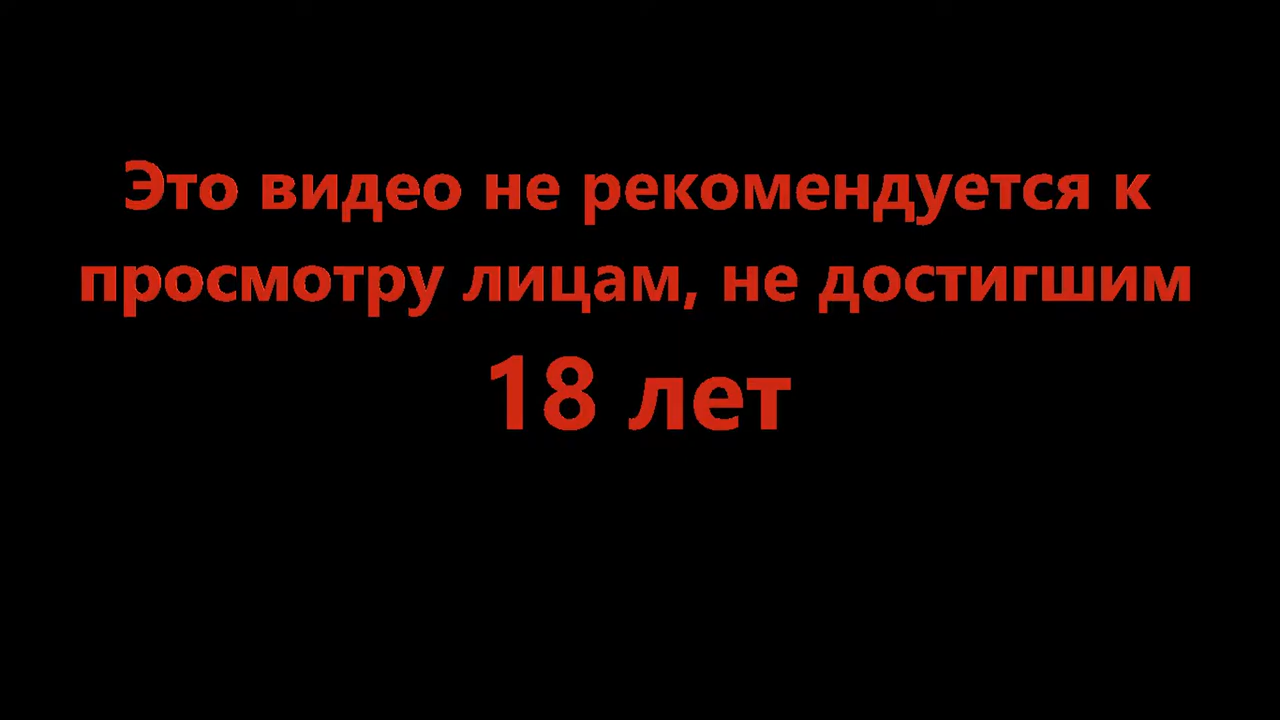 Это видео не рекомендуется к
просмотру лицам, не достигшим
18 лет